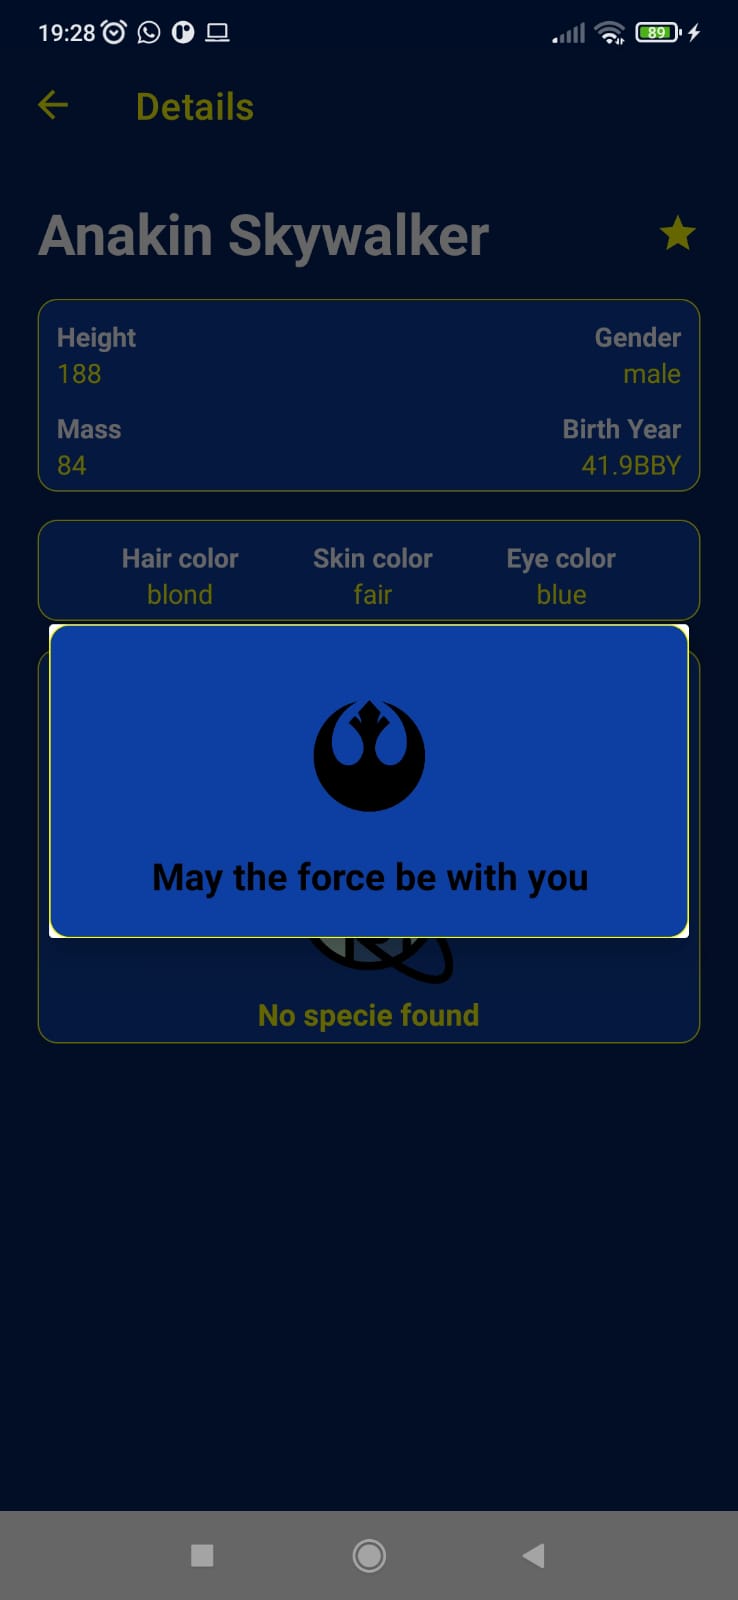 19:28
89
Details
Anakin Skywalker
Height Gender
188 male
Mass Birth Year
84 41.9BBY
Hair color Skin color Eye color
blond fair blue
May the force be with you
No specie found